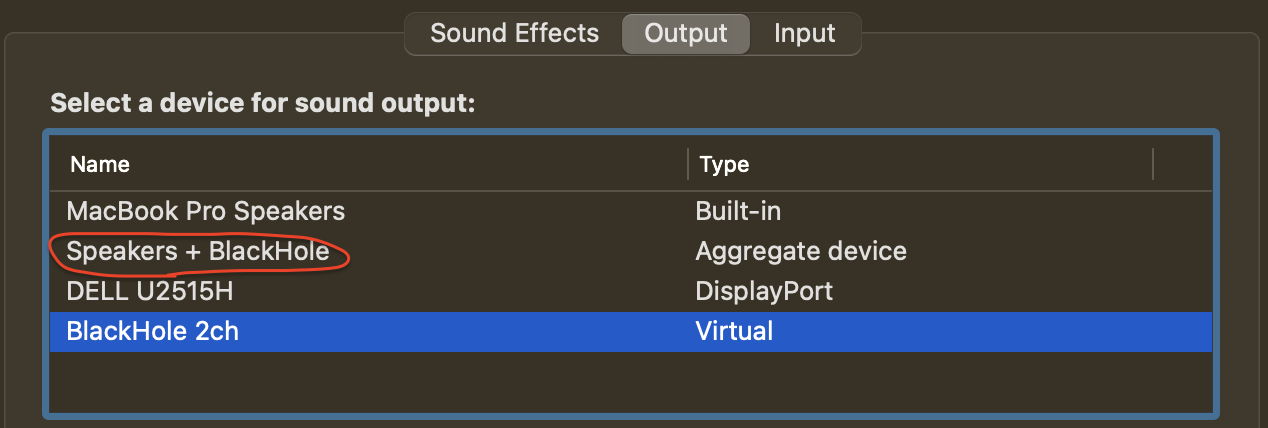 Sound Effects Output Input
Select a device for sound output:
Name Type
MacBook Pro Speakers Built-in
Speakers + BlackHole Aggregate device
DELL U2515H DisplayPort
BlackHole 2ch Virtual